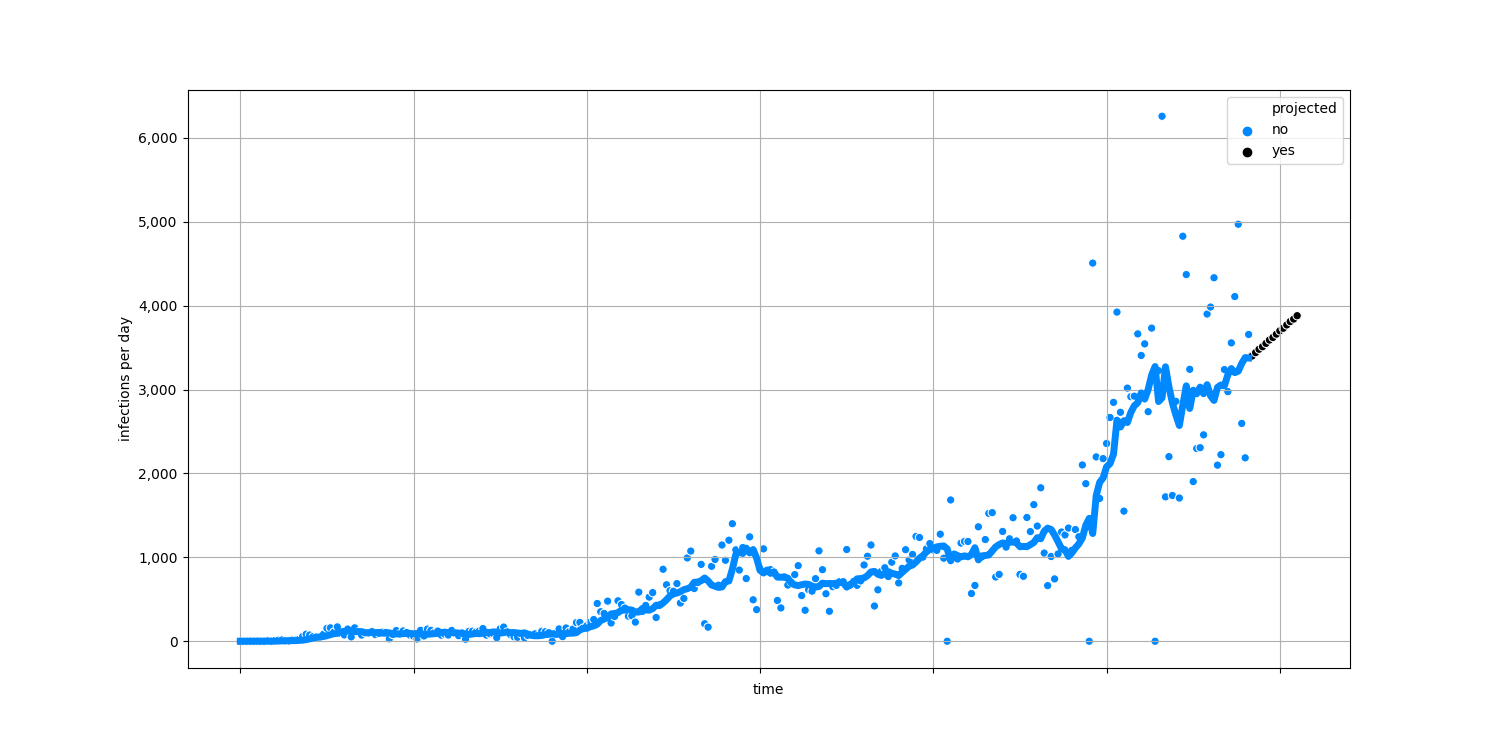 projected
no
yes
6,000
5,000
4,000
3,000
2,000
1,000
0
infections per day
time